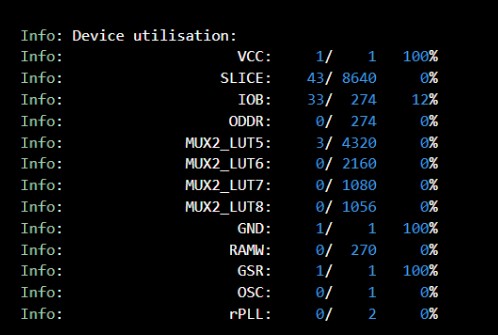 Info: Device utilisation:
Info: VCC: 1/ 1 100%
Info: SLICE: 43/ 8640 0%
Info: IOB: 33/ 274 12%
Info: ODDR: 0/ 274 0%
Info: MUX2_LUT5: 3/ 4320 0%
Info: MUX2_LUT6: 0/ 2160 0%
Info: MUX2_LUT7: 0/ 1080 0%
Info: MUX2_LUT8: 0/ 1056 0%
Info: GND: 1/ 1 100%
Info: RAMW: 0/ 270 0%
Info: GSR: 1/ 1 100%
Info: OSC: 0/ 1 0%
Info: rPLL: 0/ 2 0%